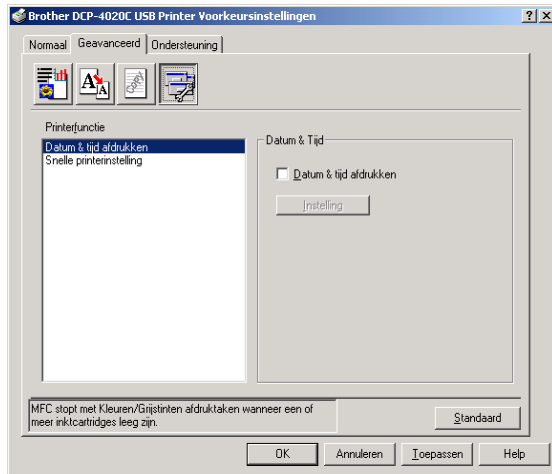 Brother DCP-4020C USB Printer Voorkeursinstellingen
Normaal Geavanceerd Ondersteuning
Copy
Printerfunctie
Datum & tijd afdrukken
Snelle printerinstelling
Datum & Tijd
Datum & tijd afdrukken
Instelling
MFC stopt met Kleuren/Grijstinten afdruktaken wanneer een of
meer inktcartridges leeg zijn.
Standaard
OK Annuleren Toepassen Help